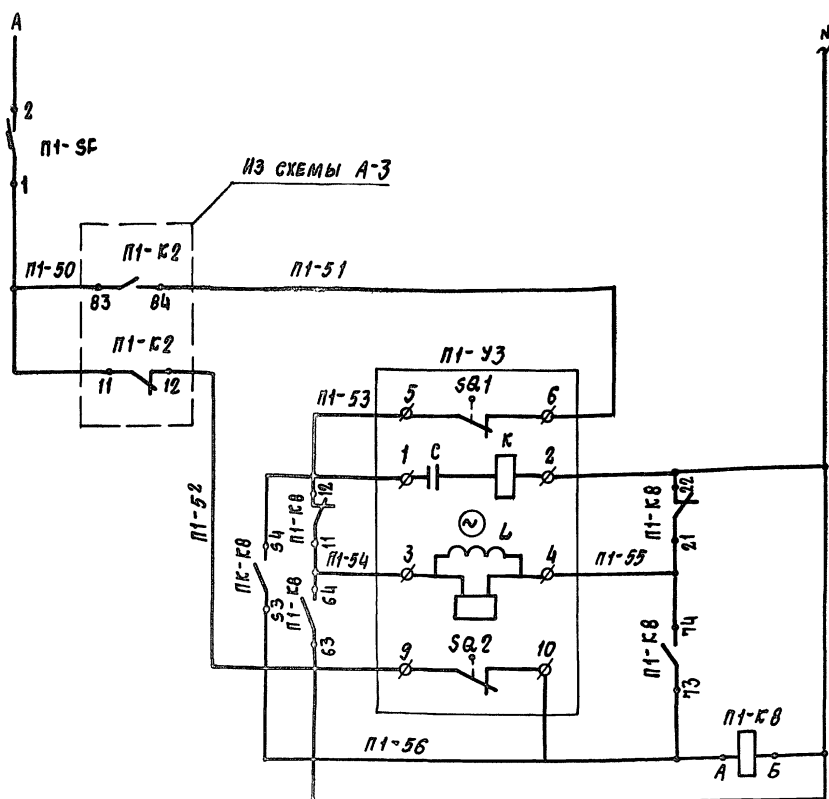 А
N
2
П1-SF
1
ИЗ СХЕМЫ А-3
П1-К2
П1-50
П1-51
83
84
П1-К2
11
12
П1-У3
П1-53
5
SQ1
6
1
C
К
2
12
П1-К8
11
22
П1-К8
21
П1-52
54
ПК-К8
53
П1-54
3
~
L
4
П1-55
64
П1-К8
63
74
П1-К8
73
9
SQ2
10
П1-56
П1-К8
А
Б